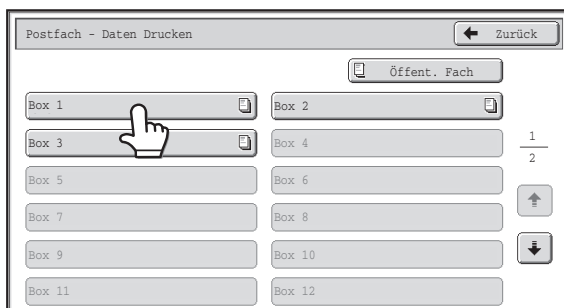 Postfach - Daten Drucken
Zurück
Öffent. Fach
Box 1
Box 2
Box 3
Box 4
1
2
Box 5
Box 6
Box 7
Box 8
Box 9
Box 10
Box 11
Box 12